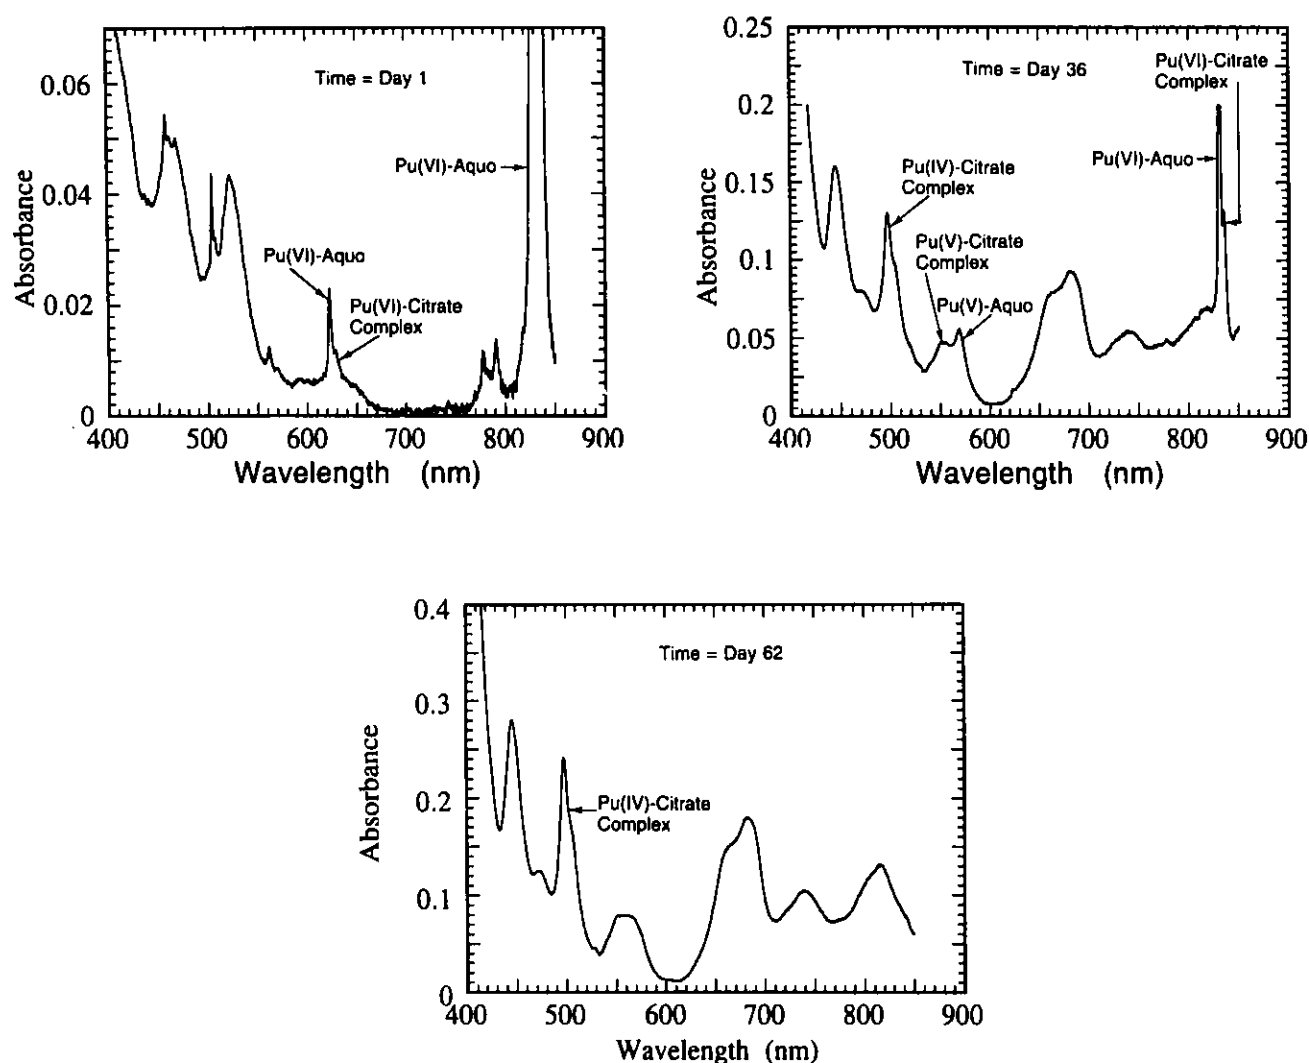 Time = Day 1
Absorbance
0.06
0.04
0.02
0
Pu(VI)-Aquo
Pu(VI)-Aquo
Pu(VI)-Citrate
Complex
400 500 600 700 800 900
Wavelength (nm)
Time = Day 36
Absorbance
0.25
0.2
0.15
0.1
0.05
0
Pu(VI)-Citrate
Complex
Pu(VI)-Aquo
Pu(IV)-Citrate
Complex
Pu(V)-Citrate
Complex
Pu(V)-Aquo
400 500 600 700 800 900
Wavelength (nm)
Time = Day 62
Absorbance
0.4
0.3
0.2
0.1
0
Pu(IV)-Citrate
Complex
400 500 600 700 800 900
Wavelength (nm)